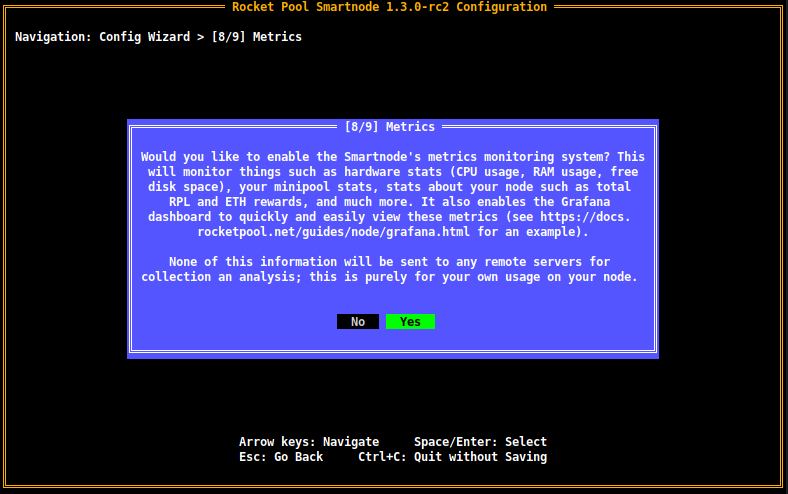 Rocket Pool Smartnode 1.3.0-rc2 Configuration
Navigation: Config Wizard > [8/9] Metrics
[8/9] Metrics
Would you like to enable the Smartnode's metrics monitoring system? This
will monitor things such as hardware stats (CPU usage, RAM usage, free
disk space), your minipool stats, stats about your node such as total
RPL and ETH rewards, and much more. It also enables the Grafana
dashboard to quickly and easily view these metrics (see https://docs.
rocketpool.net/guides/node/grafana.html for an example).
None of this information will be sent to any remote servers for
collection an analysis; this is purely for your own usage on your node.
No Yes
Arrow keys: Navigate Space/Enter: Select
Esc: Go Back Ctrl+C: Quit without Saving